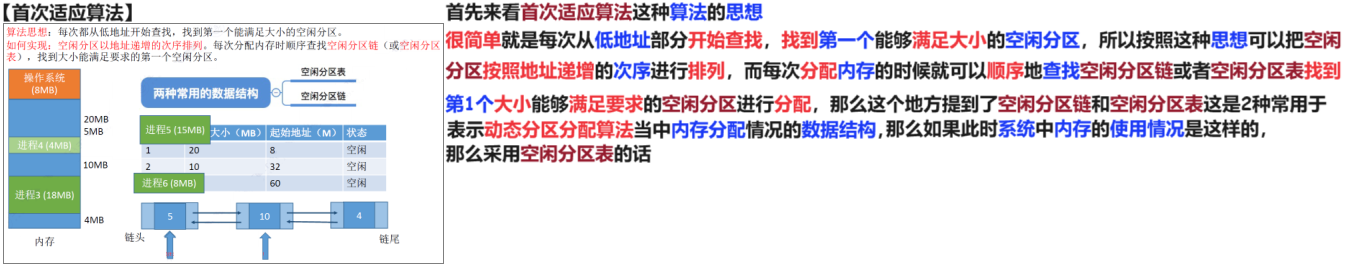 【首次适应算法】
算法思想：每次都从低地址开始查找，找到第一个能满足大小的空闲分区。
如何实现：空闲分区以地址递增的次序排列。每次分配内存时顺序查找空闲分区链（或空闲分区
表），找到大小能满足要求的第一个空闲分区。
操作系统
(8MB)
20MB
5MB
进程4 (4MB)
10MB
进程3 (18MB)
4MB
内存
两种常用的数据结构
空闲分区表
空闲分区链
进程5 (15MB)
大小（MB） 起始地址（M） 状态
1 20 8 空闲
2 10 32 空闲
进程6 (8MB) 60 空闲
5 10 4
链头
链尾
首先来看首次适应算法这种算法的思想
很简单就是每次从低地址部分开始查找，找到第一个能够满足大小的空闲分区，所以按照这种思想可以把空闲
分区按照地址递增的次序进行排列，而每次分配内存的时候就可以顺序地查找空闲分区链或者空闲分区表找到
第1个大小能够满足要求的空闲分区进行分配，那么这个地方提到了空闲分区链和空闲分区表这是2种常用于
表示动态分区分配算法当中内存分配情况的数据结构，那么如果此时系统中内存的使用情况是这样的，
那么采用空闲分区表的话